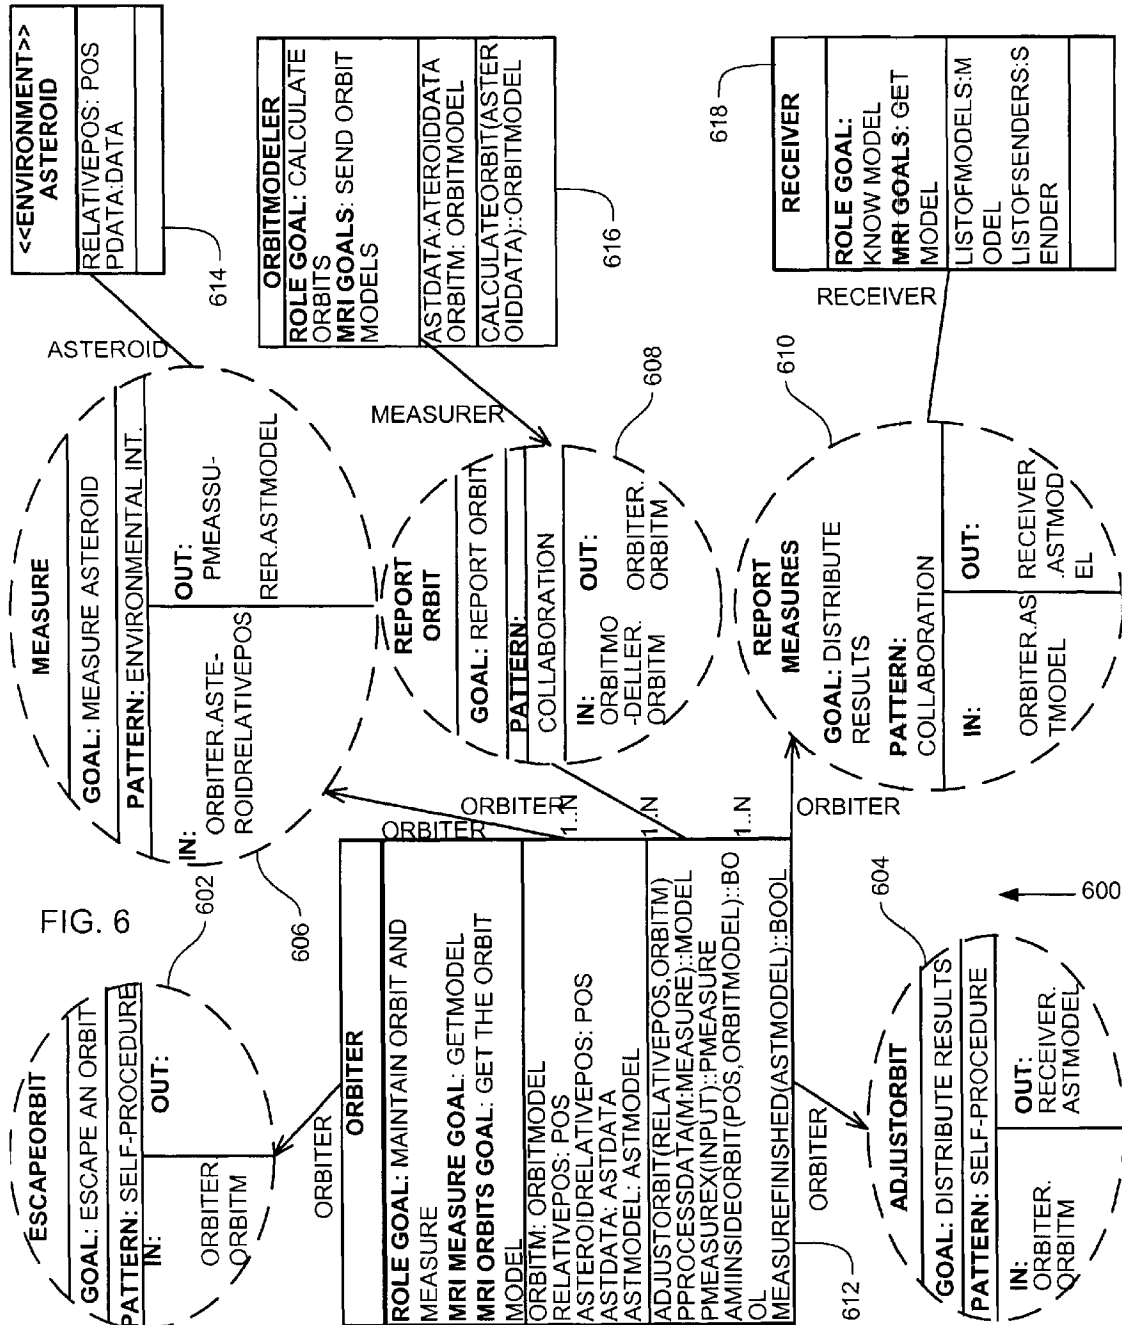 FIG. 6
600
ESCAPEORBIT
GOAL: ESCAPE AN ORBIT
PATTERN: SELF-PROCEDURE
IN:
ORBITER.
ORBITM
OUT:
602
ORBITER
MEASURE
GOAL: MEASURE ASTEROID
PATTERN: ENVIRONMENTAL INT.
IN:
ORBITER.ASTE-
ROIDRELATIVEPOS
OUT:
PMEASSU-
RER.ASTMODEL
606
ORBITER
ASTEROID
<<ENVIRONMENT>>
ASTEROID
RELATIVEPOS: POS
PDATA:DATA
614
ORBITER
ROLE GOAL: MAINTAIN ORBIT AND
MEASURE
MRI MEASURE GOAL: GETMODEL
MRI ORBITS GOAL: GET THE ORBIT
MODEL
ORBITM: ORBITMODEL
RELATIVEPOS: POS
ASTEROIDRELATIVEPOS: POS
ASTDATA: ASTDATA
ASTMODEL: ASTMODEL
ADJUSTORBIT(RELATIVEPOS,ORBITM)
PPROCESSDATA(M:MEASURE)::MODEL
PMEASUREX(INPUT)::PMEASURE
AMIINSIDEORBIT(POS,ORBITMODEL)::BO
OL
MEASUREFINISHED(ASTMODEL)::BOOL
612
1..N
1..N
1..N
ORBITER
REPORT
ORBIT
GOAL: REPORT ORBIT
PATTERN:
COLLABORATION
IN:
ORBITMO
-DELLER.
ORBITM
OUT:
ORBITER.
ORBITM
608
MEASURER
ORBITMODELER
ROLE GOAL: CALCULATE
ORBITS
MRI GOALS: SEND ORBIT
MODELS
ASTDATA:ATEROIDDATA
ORBITM: ORBITMODEL
CALCULATEORBIT(ASTER
OIDDATA)::ORBITMODEL
616
ORBITER
ADJUSTORBIT
GOAL: DISTRIBUTE RESULTS
PATTERN: SELF-PROCEDURE
IN:
ORBITER.
ORBITM
OUT:
RECEIVER.
ASTMODEL
604
ORBITER
REPORT
MEASURES
GOAL: DISTRIBUTE
RESULTS
PATTERN:
COLLABORATION
IN:
ORBITER.AS
TMODEL
OUT:
RECEIVER
.ASTMOD
EL
610
RECEIVER
RECEIVER
ROLE GOAL:
KNOW MODEL
MRI GOALS: GET
MODEL
LISTOFMODELS:M
ODEL
LISTOFSENDERS:S
ENDER
618